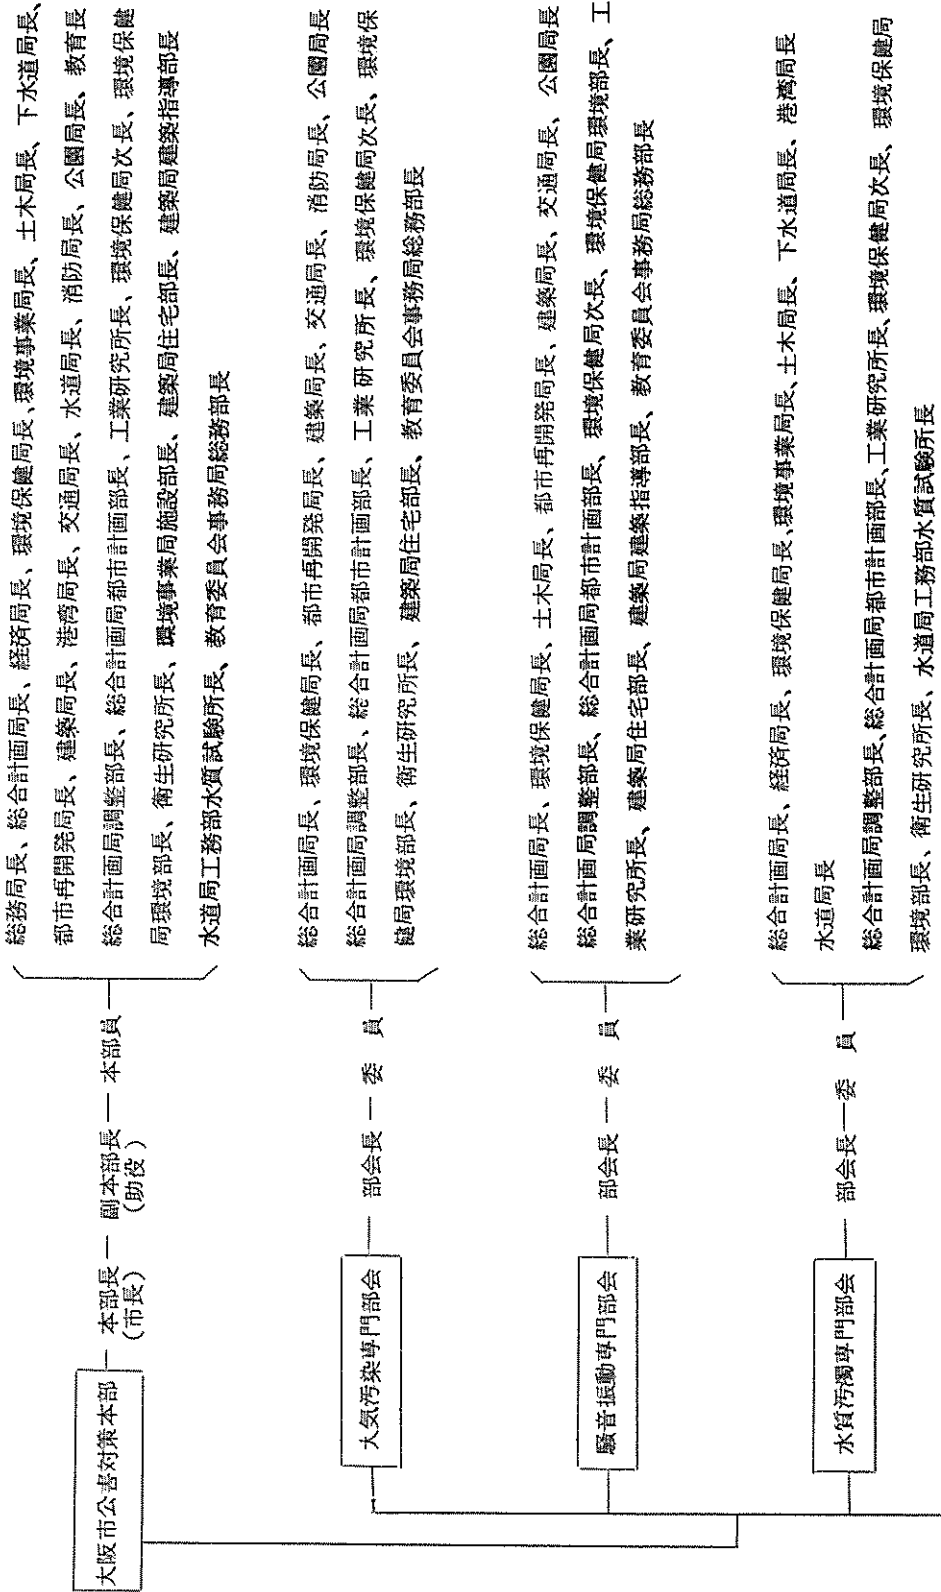 大阪市公害対策本部 ― 本部長 ― 副本部長 ― 本部員
(市長) (助役)
総務局長、総合計画局長、経済局長、環境保健局長、環境事業局長、土木局長、下水道局長、
都市再開発局長、建築局長、港湾局長、交通局長、水道局長、消防局長、公園局長、教育長
総合計画局調整部長、総合計画局都市計画部長、工業研究所長、環境保健局次長、環境保健
局環境部長、衛生研究所長、環境事業局施設部長、建築局住宅部長、建築局建築指導部長
水道局工務部水質試験所長、教育委員会事務局総務部長
大気汚染専門部会 ― 部会長 ― 委員
総合計画局長、環境保健局長、都市再開発局長、建築局長、交通局長、消防局長、公園局長
総合計画局調整部長、総合計画局都市計画部長、工業研究所長、環境保健局次長、環境保
健局環境部長、衛生研究所長、建築局住宅部長、教育委員会事務局総務部長
騒音振動専門部会 ― 部会長 ― 委員
総合計画局長、環境保健局長、土木局長、都市再開発局長、建築局長、交通局長、公園局長
総合計画局調整部長、総合計画局都市計画部長、環境保健局次長、環境保健局環境部長、工
業研究所長、建築局住宅部長、建築局建築指導部長、教育委員会事務局総務部長
水質汚濁専門部会 ― 部会長 ― 委員
総合計画局長、経済局長、環境保健局長、環境事業局長、土木局長、下水道局長、港湾局長
水道局長
総合計画局調整部長、総合計画局都市計画部長、工業研究所長、環境保健局次長、環境保健局
環境部長、衛生研究所長、水道局工務部水質試験所長